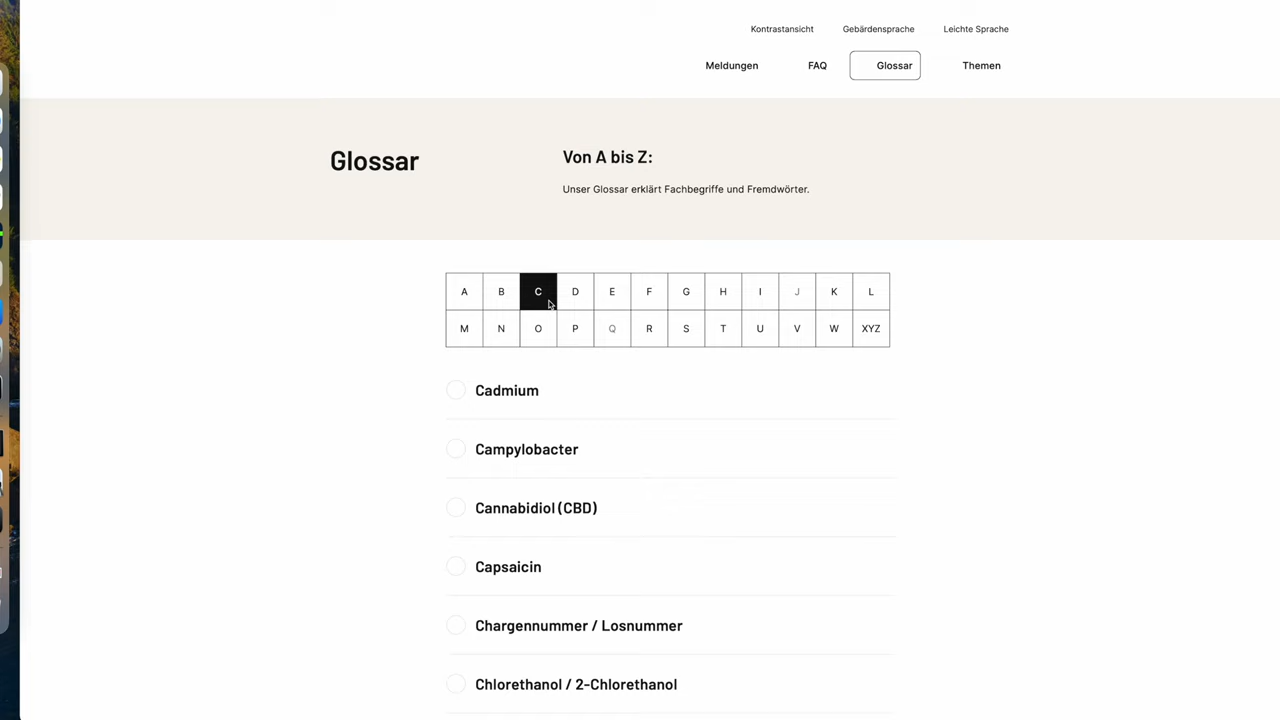 Kontrastansicht Gebärdensprache Leichte Sprache
Meldungen FAQ Glossar Themen
Glossar
Von A bis Z:
Unser Glossar erklärt Fachbegriffe und Fremdwörter.
A B C D E F G H I J K L
M N O P Q R S T U V W XYZ
Cadmium
Campylobacter
Cannabidiol (CBD)
Capsaicin
Chargennummer / Losnummer
Chlorethanol / 2-Chlorethanol